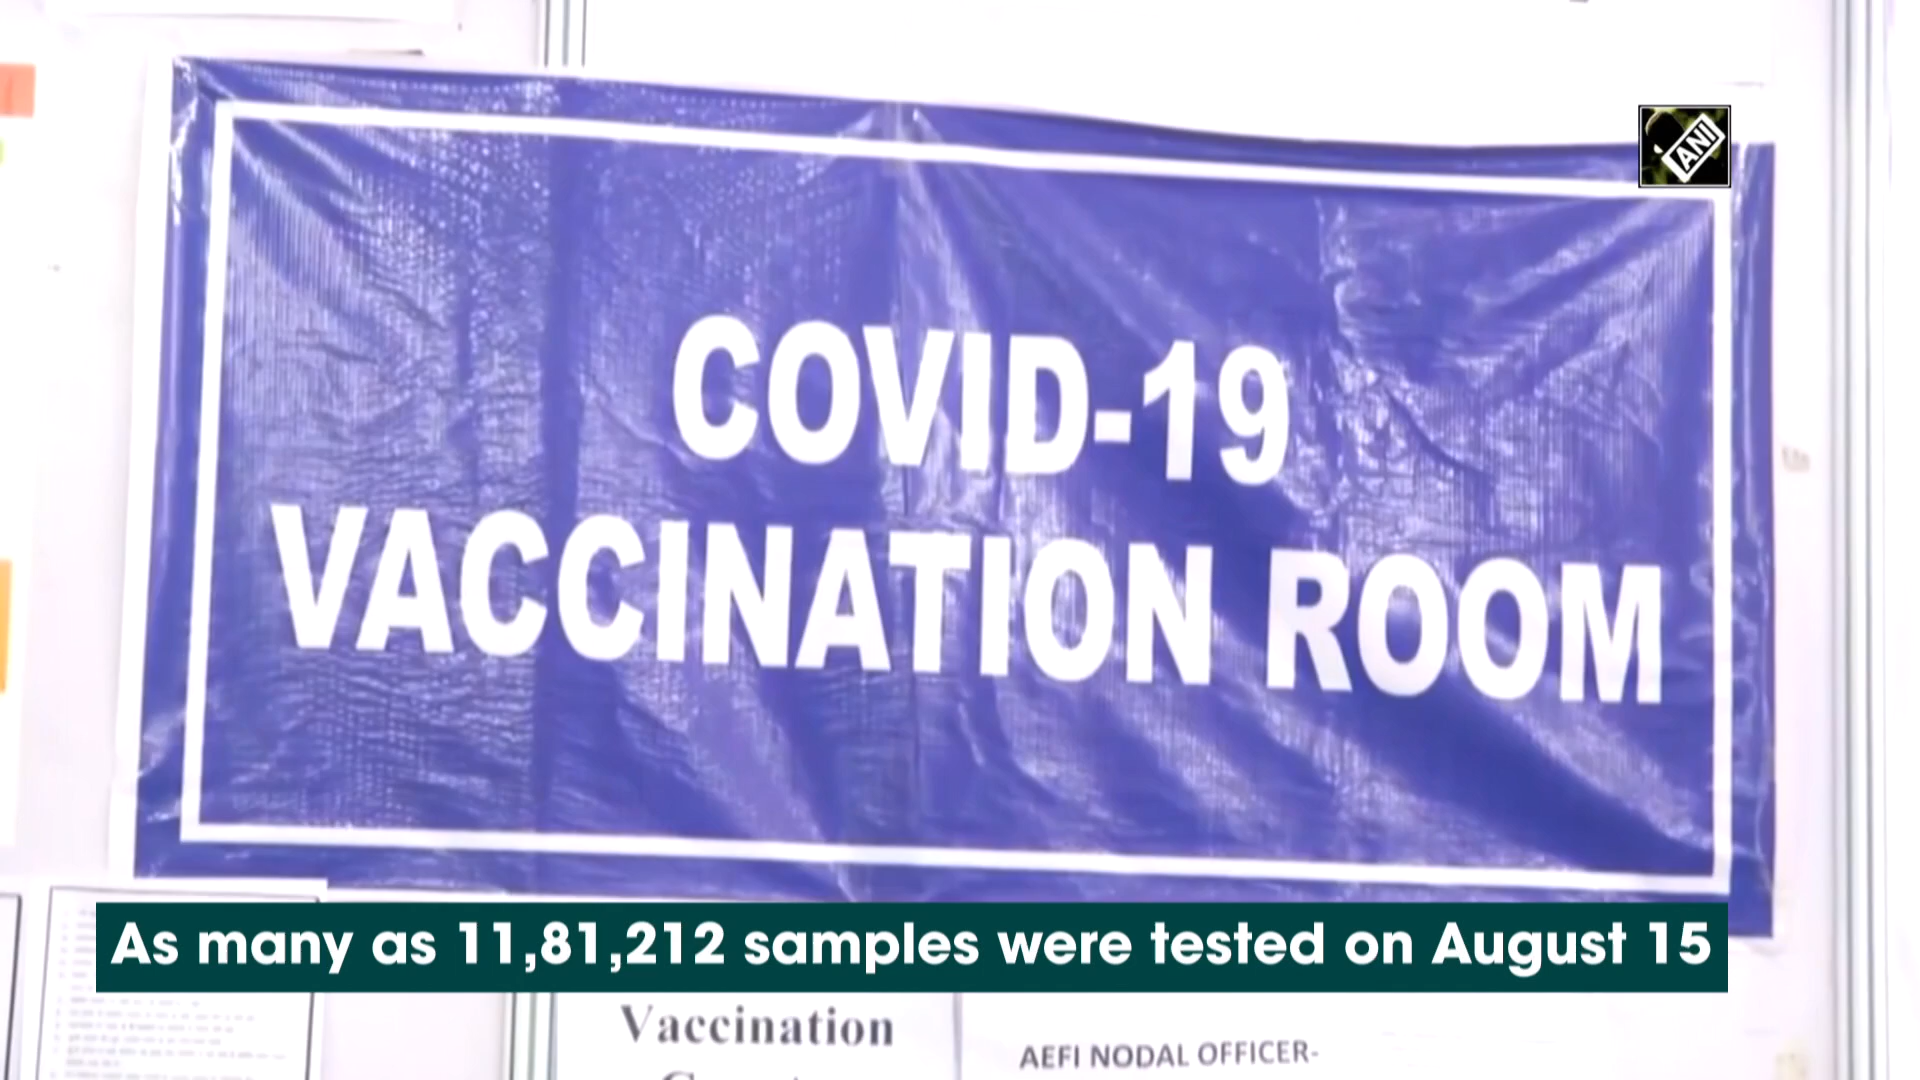 ANI
COVID-19
VACCINATION ROOM
As many as 11,81,212 samples were tested on August 15
Vaccination
AEFI NODAL OFFICER-